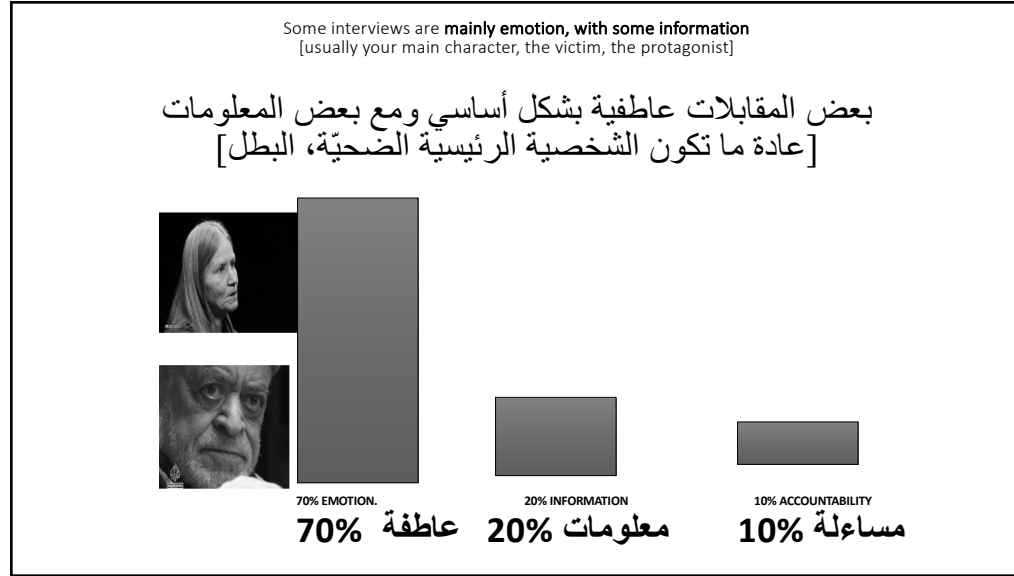 Some interviews are mainly emotion, with some information
[usually your main character, the victim, the protagonist]
بعض المقابلات عاطفية بشكل أساسي ومع بعض المعلومات
[عادة ما تكون الشخصية الرئيسية الضحيّة، البطل]
70% EMOTION.
70% عاطفة
20% INFORMATION
20% معلومات
10% ACCOUNTABILITY
10% مساءلة